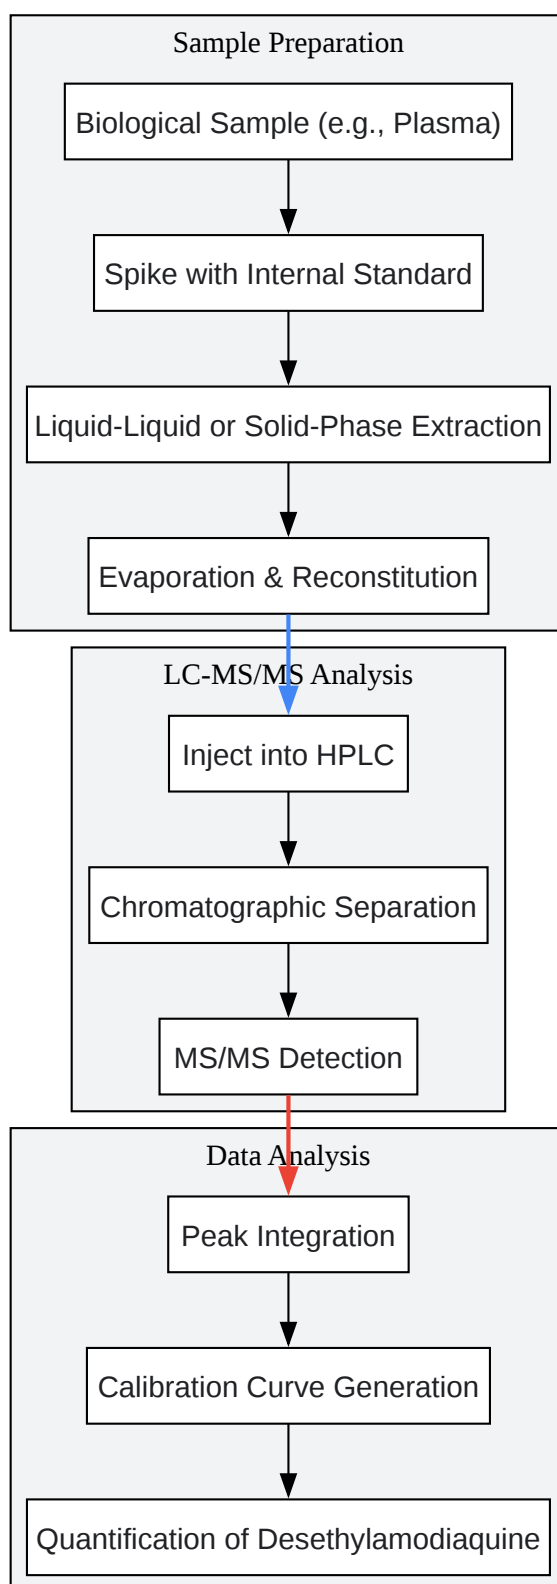 Sample Preparation
Biological Sample (e.g., Plasma)
Spike with Internal Standard
Liquid-Liquid or Solid-Phase Extraction
Evaporation & Reconstitution
LC-MS/MS Analysis
Inject into HPLC
Chromatographic Separation
MS/MS Detection
Data Analysis
Peak Integration
Calibration Curve Generation
Quantification of Desethylamodiaquine